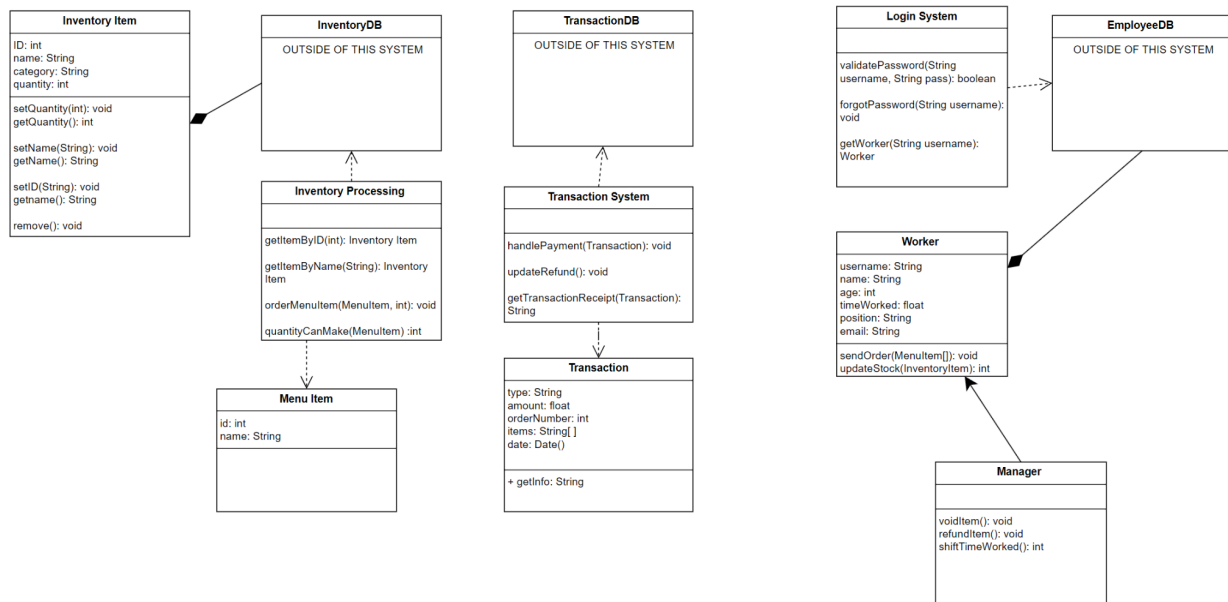 Inventory Item
ID: int
name: String
category: String
quantity: int
setQuantity(int): void
getQuantity(): int
setName(String): void
getName(): String
setID(String): void
getname(): String
remove(): void
InventoryDB
OUTSIDE OF THIS SYSTEM
Inventory Processing
getItemByID(int): Inventory Item
getItemByName(String): Inventory
Item
orderMenuItem(MenuItem, int): void
quantityCanMake(MenuItem) :int
Menu Item
id: int
name: String
TransactionDB
OUTSIDE OF THIS SYSTEM
Transaction System
handlePayment(Transaction): void
updateRefund(): void
getTransactionReceipt(Transaction):
String
Transaction
type: String
amount: float
orderNumber: int
items: String[ ]
date: Date()
+ getInfo: String
Login System
validatePassword(String
username, String pass): boolean
forgotPassword(String username):
void
getWorker(String username):
Worker
EmployeeDB
OUTSIDE OF THIS SYSTEM
Worker
username: String
name: String
age: int
timeWorked: float
position: String
email: String
sendOrder(MenuItem[]): void
updateStock(InventoryItem): int
Manager
voidItem(): void
refundItem(): void
shiftTimeWorked(): int